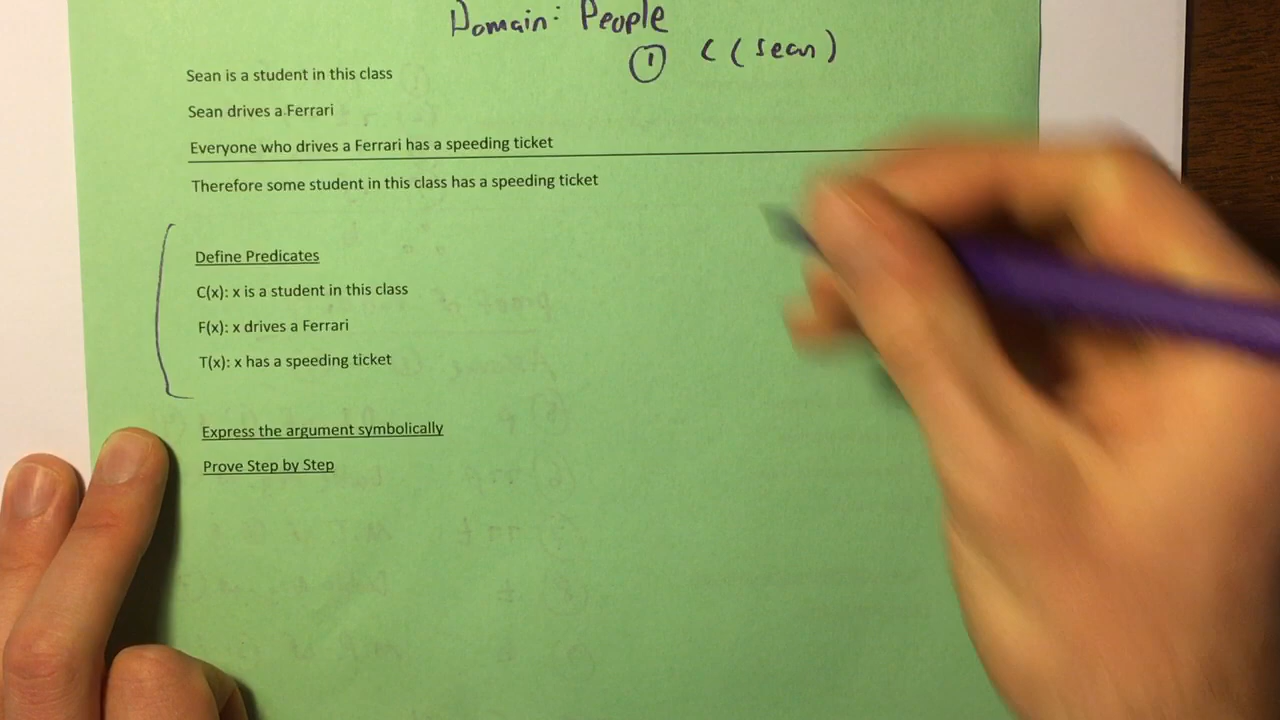 Domain: People
① C(sean)
Sean is a student in this class
Sean drives a Ferrari
Everyone who drives a Ferrari has a speeding ticket
Therefore some student in this class has a speeding ticket
Define Predicates
C(x): x is a student in this class
F(x): x drives a Ferrari
T(x): x has a speeding ticket
Express the argument symbolically
Prove Step by Step